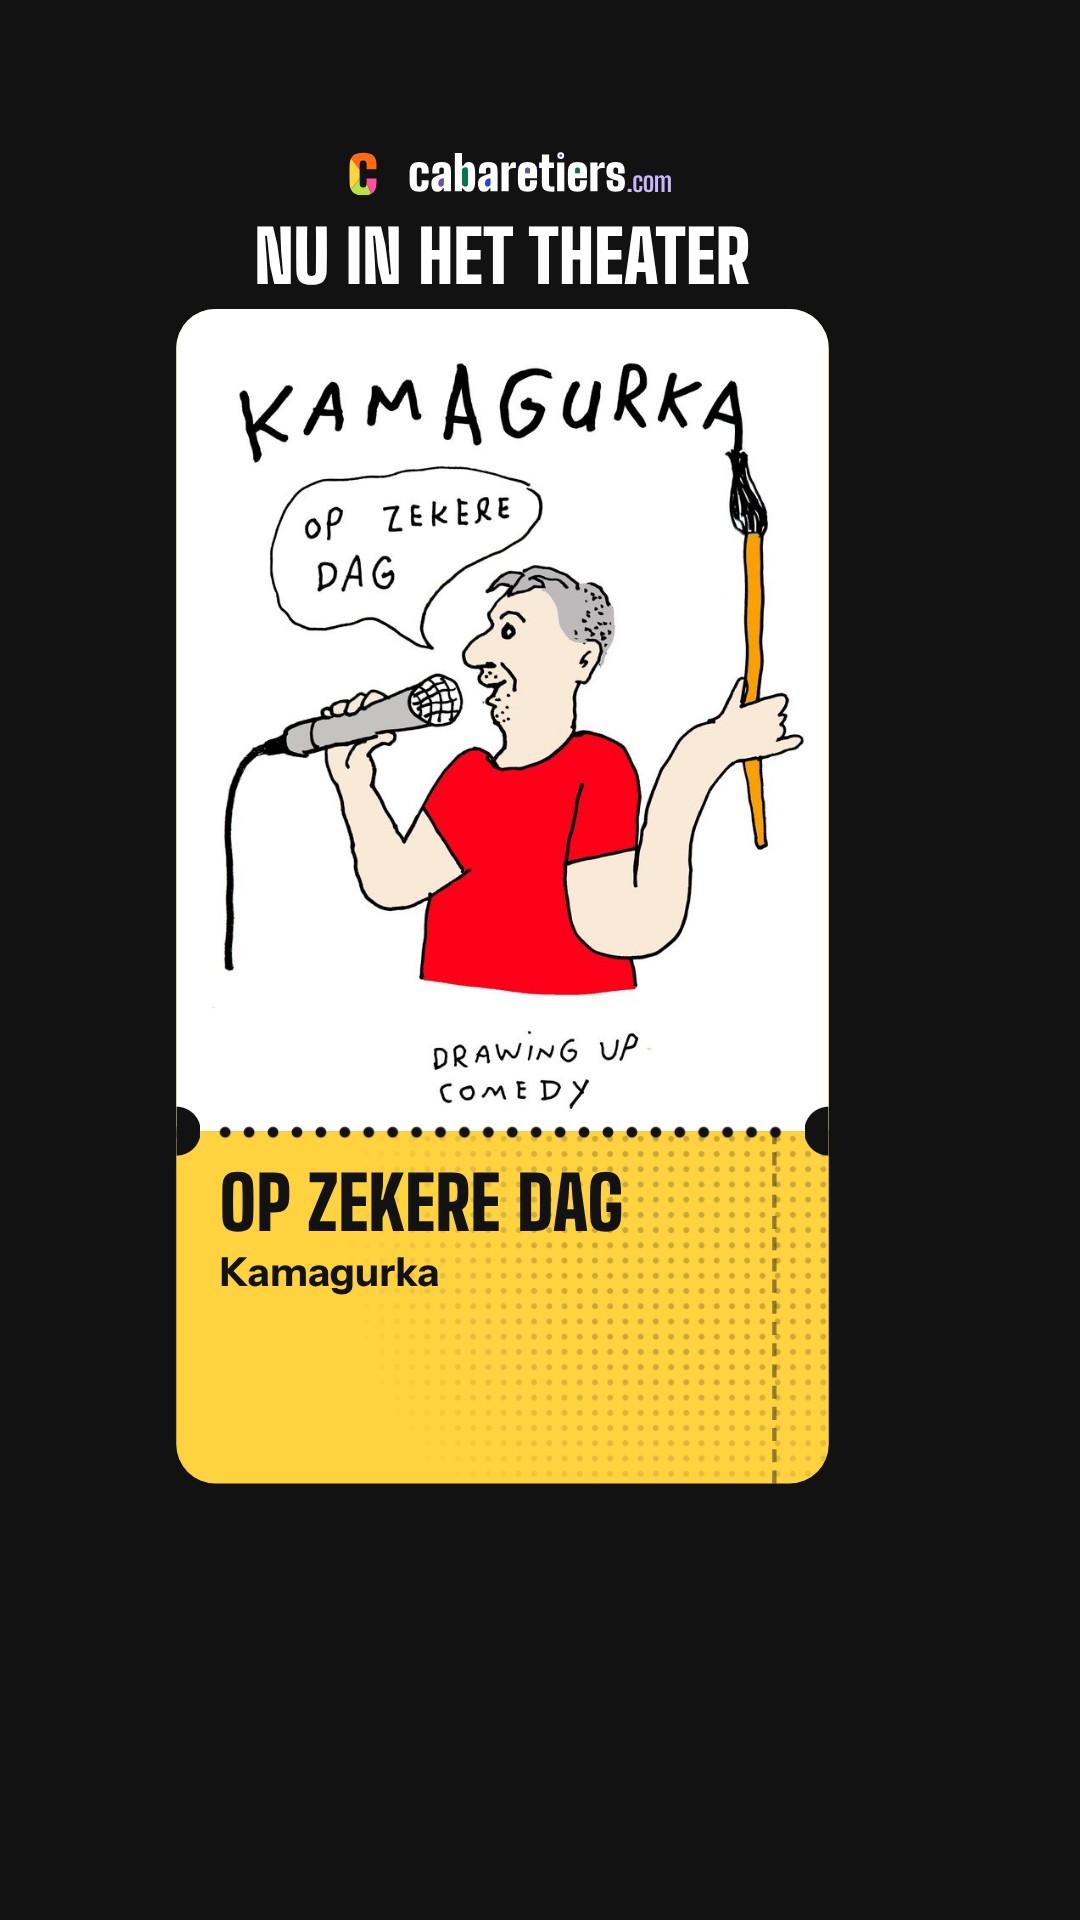 C cabaretiers.com
NU IN HET THEATER
KAMAGURKA
OP ZEKERE
DAG
DRAWiNG UP
COMEDY
OP ZEKERE DAG
Kamagurka